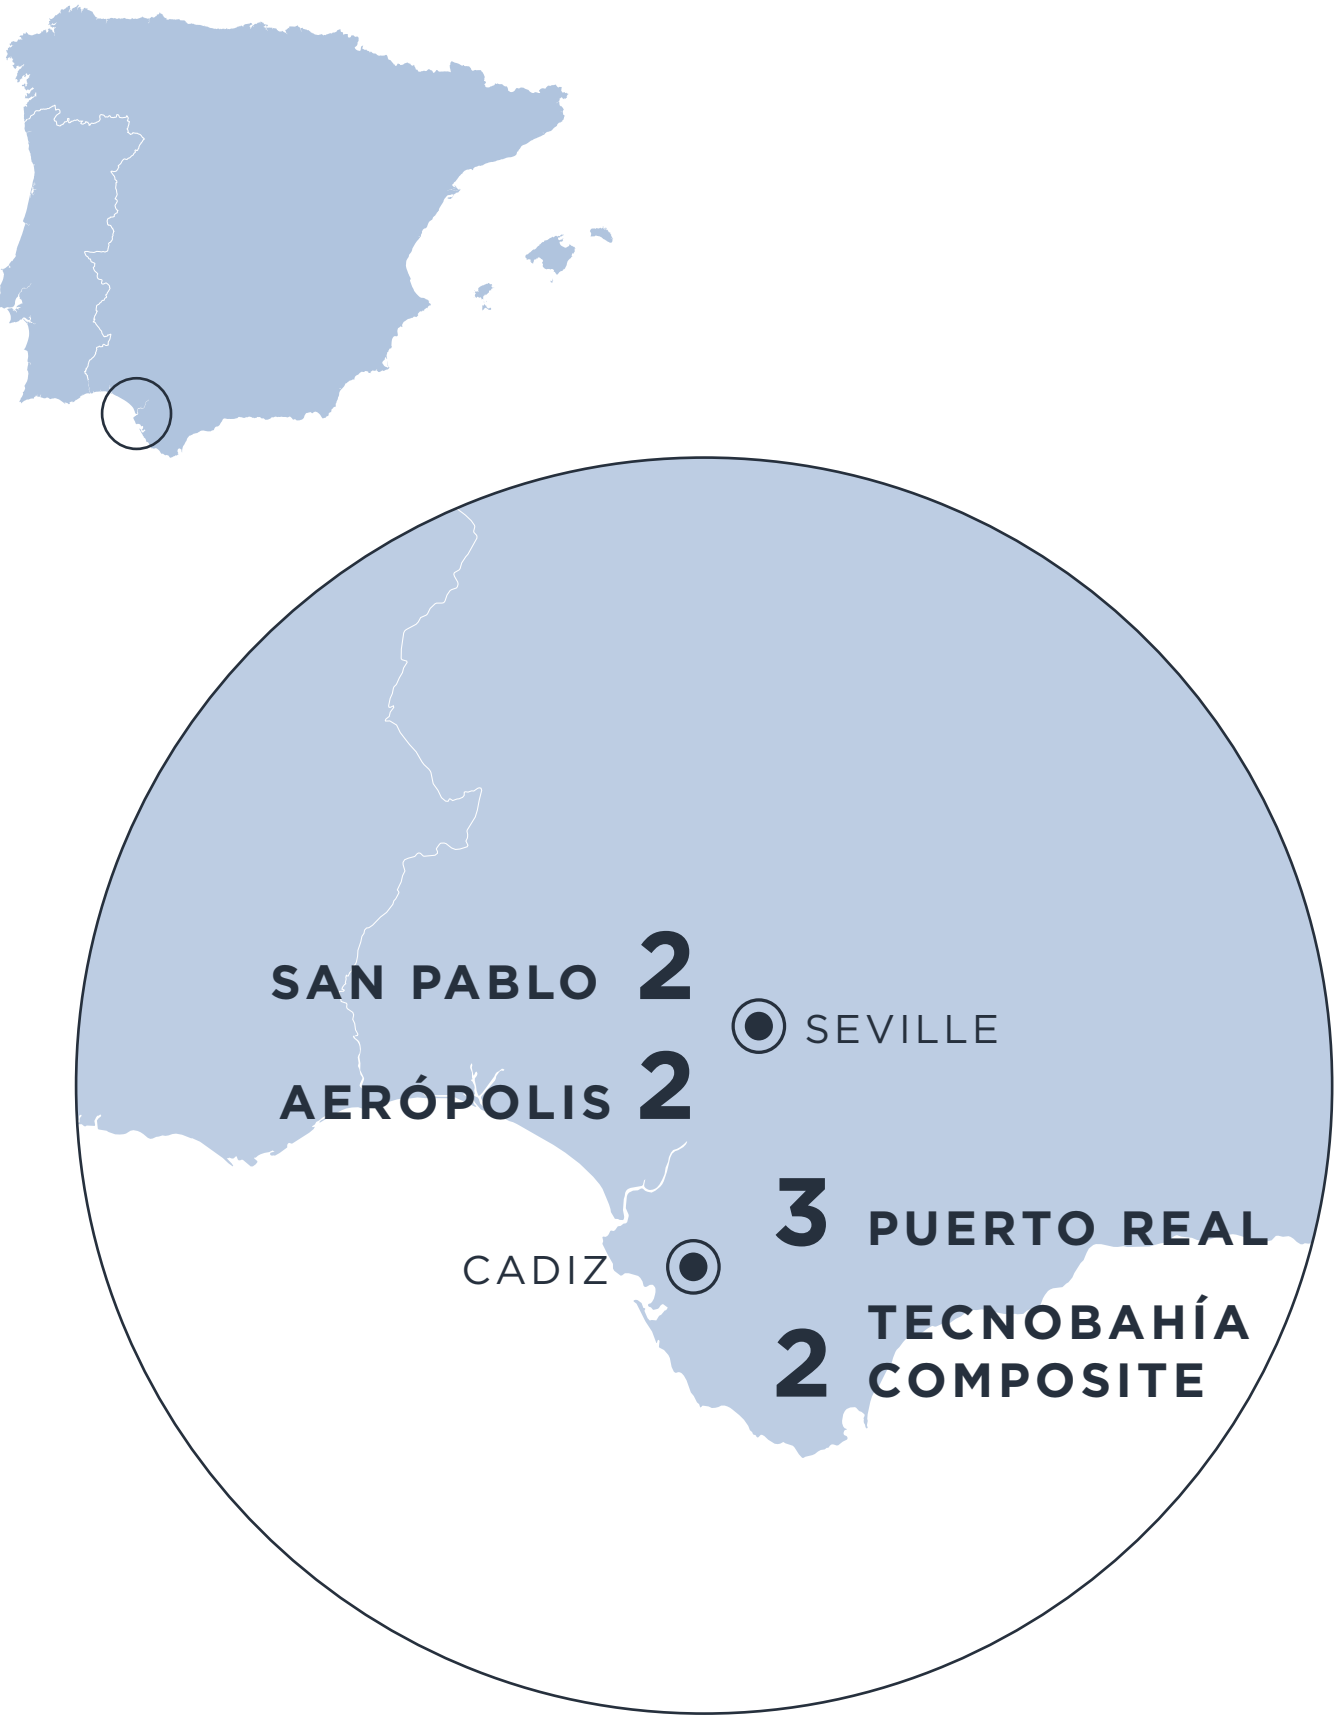 SAN PABLO 2
SEVILLE
AERÓPOLIS 2
3 PUERTO REAL
CADIZ
2 TECNOBAHÍA
COMPOSITE